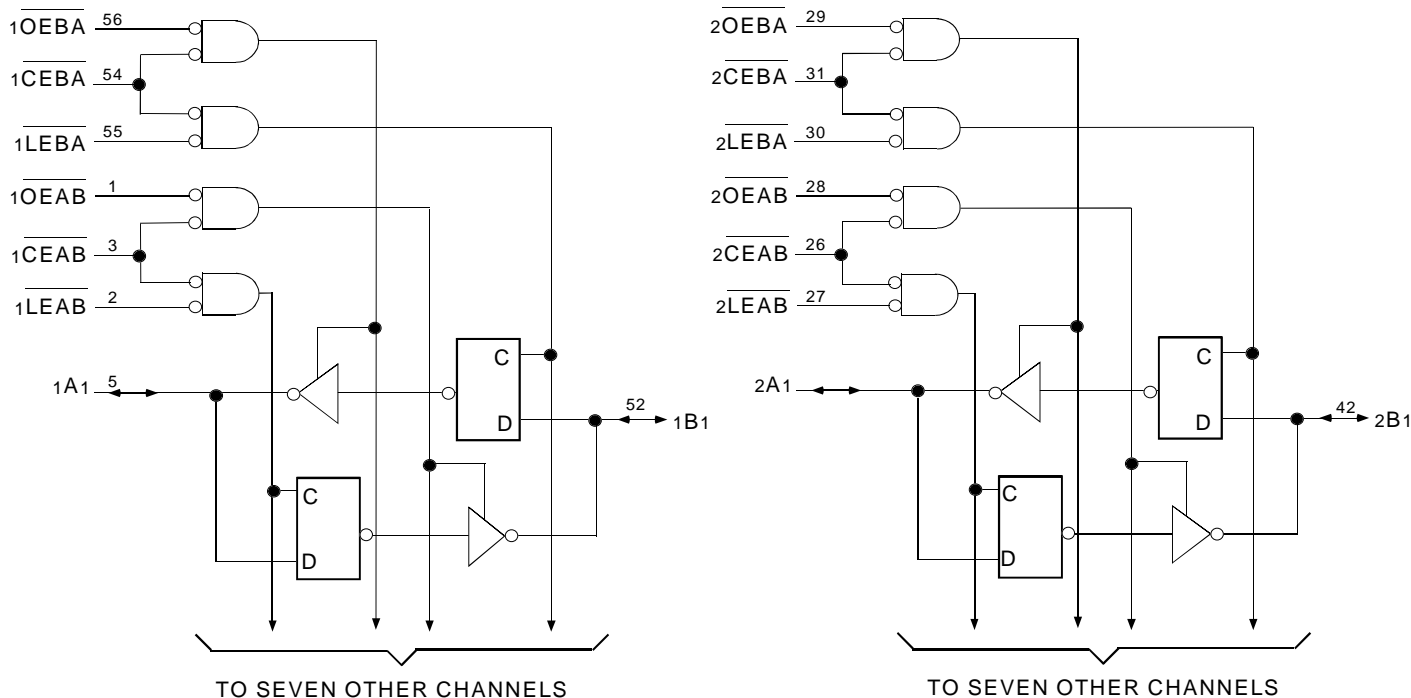 1OEBA 56
1CEBA 54
1LEBA 55
1OEAB 1
1CEAB 3
1LEAB 2
C
1A1 5
D
52 1B1
C
D
TO SEVEN OTHER CHANNELS
2OEBA 29
2CEBA 31
2LEBA 30
2OEAB 28
2CEAB 26
2LEAB 27
C
2A1
D
42 2B1
C
D
TO SEVEN OTHER CHANNELS